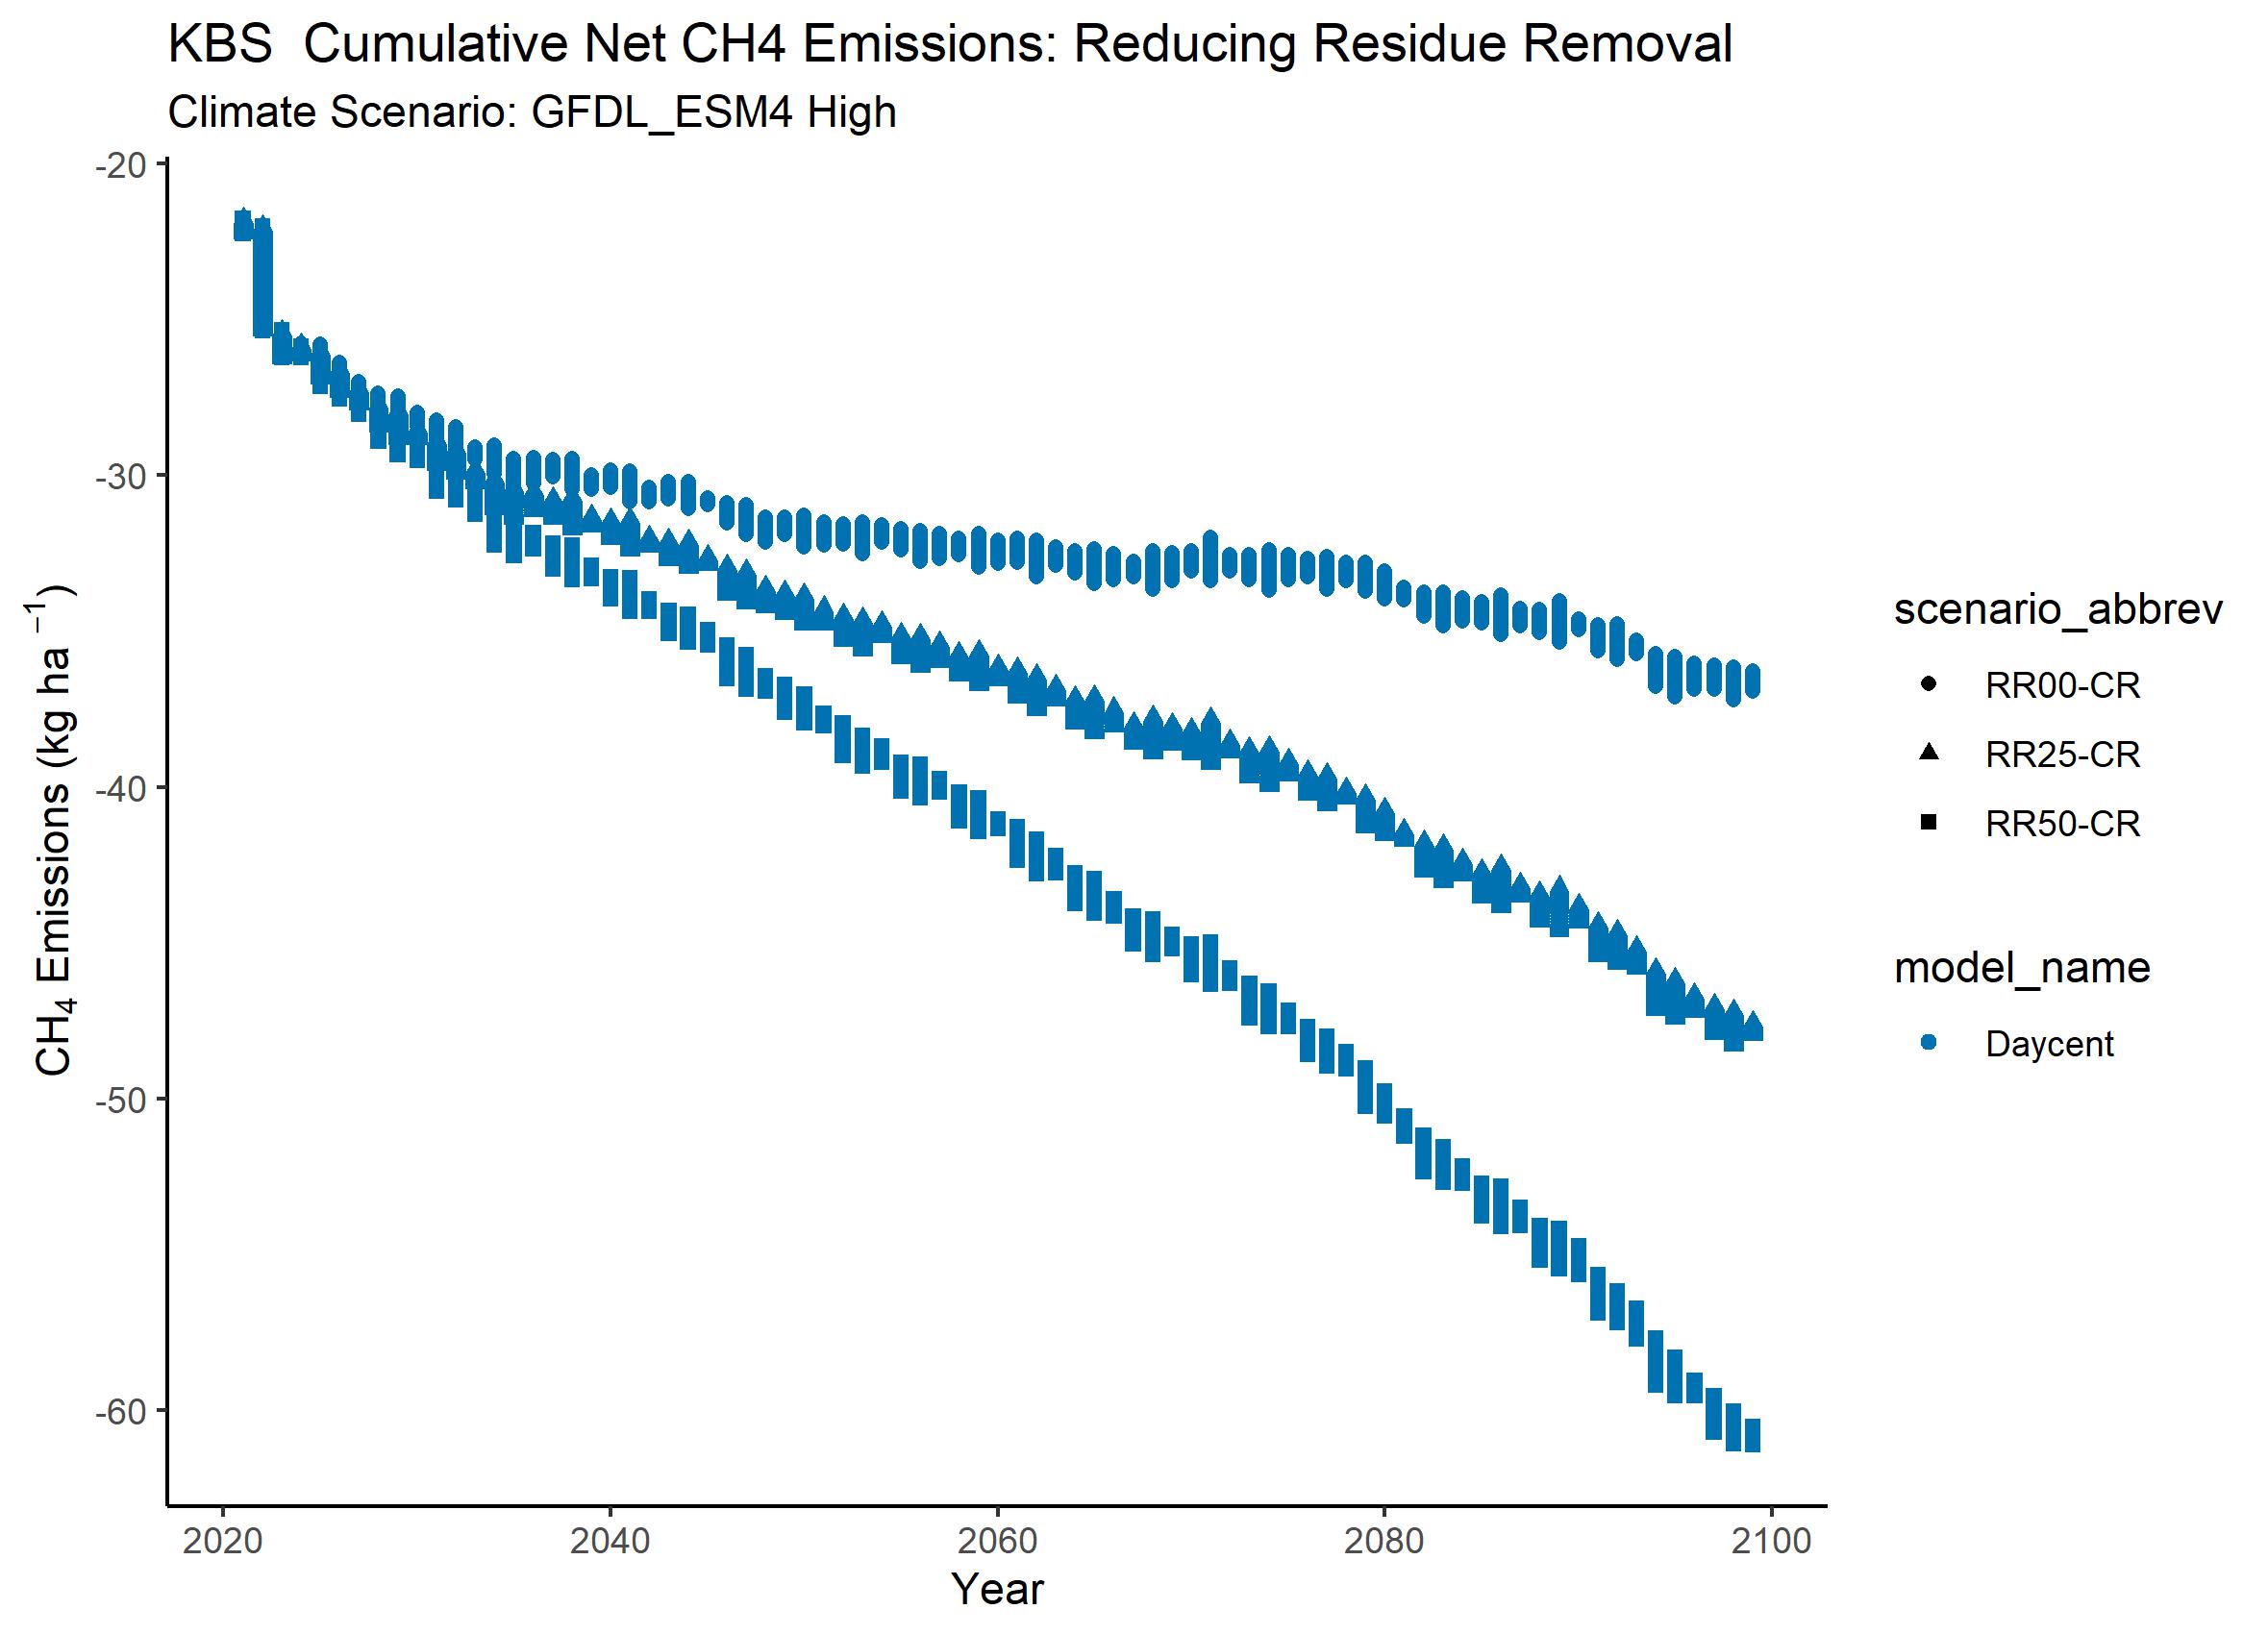 KBS  Cumulative Net CH4 Emissions: Reducing Residue Removal
Climate Scenario: GFDL_ESM4 High
-20
-30
-40
-50
-60
CH₄ Emissions (kg ha ⁻¹)
2020
2040
2060
2080
2100
Year
scenario_abbrev
RR00-CR
RR25-CR
RR50-CR
model_name
Daycent